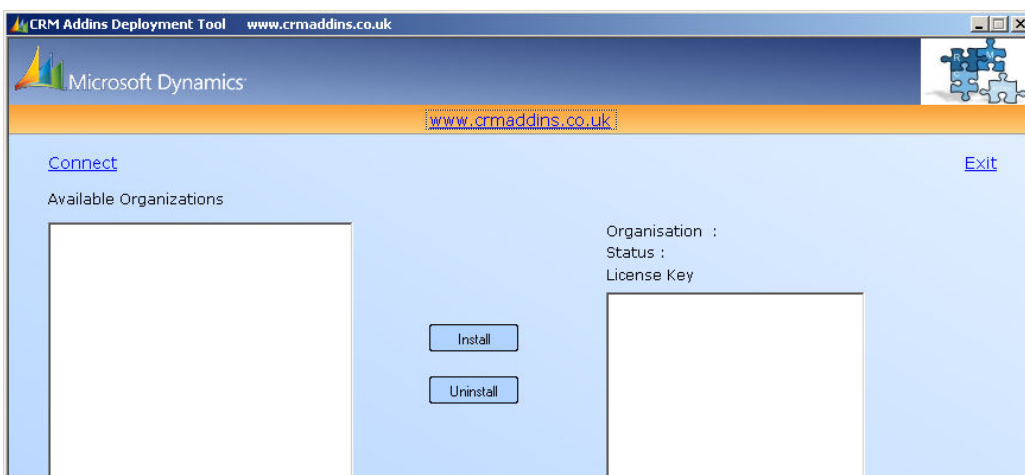 CRM Addins Deployment Tool www.crmaddins.co.uk
Microsoft Dynamics
www.crmaddins.co.uk
Connect
Exit
Available Organizations
Organisation :
Status :
License Key
Install
Uninstall